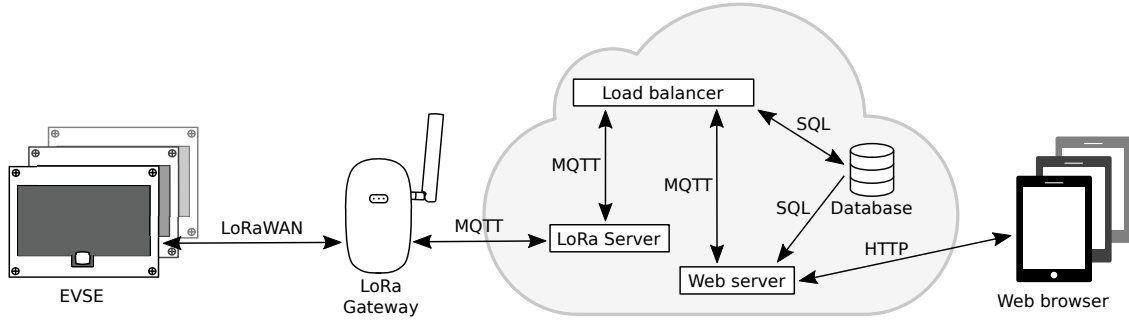 Load balancer
SQL
MQTT
MQTT
SQL
Database
LoRaWAN
MQTT
LoRa Server
HTTP
Web server
EVSE
LoRa
Gateway
Web browser